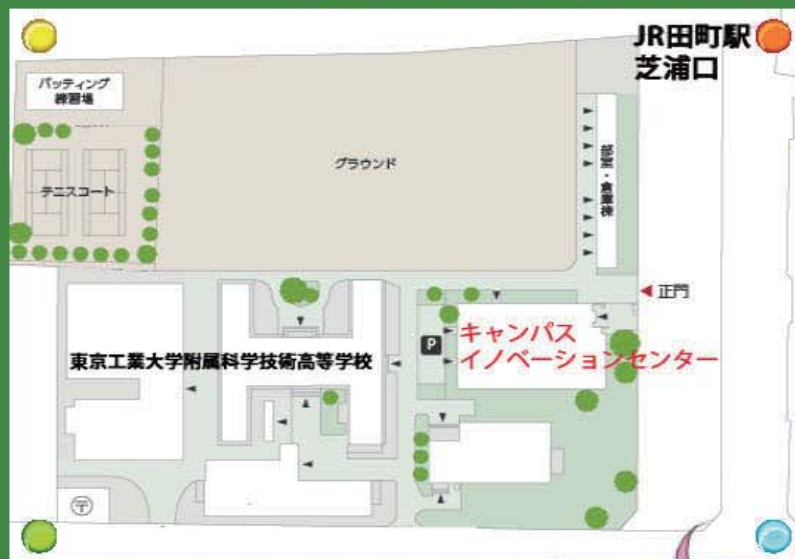 JR田町駅
芝浦口
バッティング
練習場
グラウンド
部室・倉庫棟
テニスコート
正門
P
キャンパス
イノベーションセンター
東京工業大学附属科学技術高等学校
〒